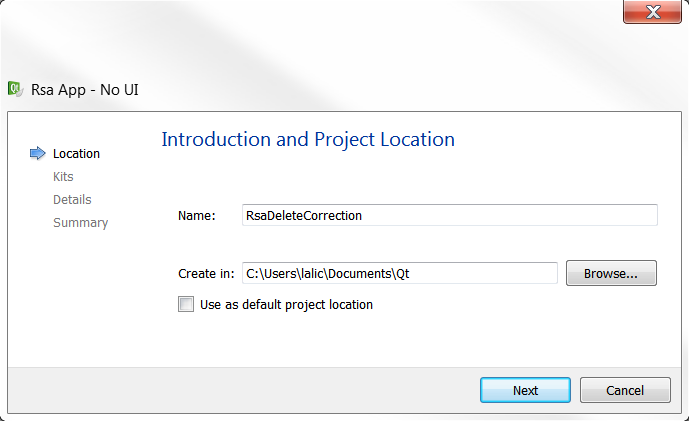 Rsa App - No UI
Introduction and Project Location
Location
Kits
Details
Summary
Name: RsaDeleteCorrection
Create in: C:\Users\lalic\Documents\Qt Browse...
Use as default project location
Next Cancel